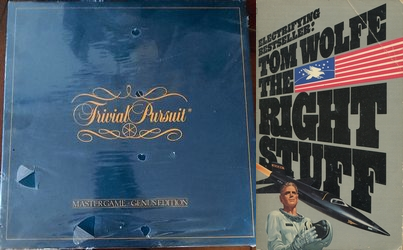 Trivial Pursuit®
MASTER GAME - GENUS EDITION
ELECTRIFYING
BESTSELLER!
TOM WOLFE
THE
RIGHT
STUFF